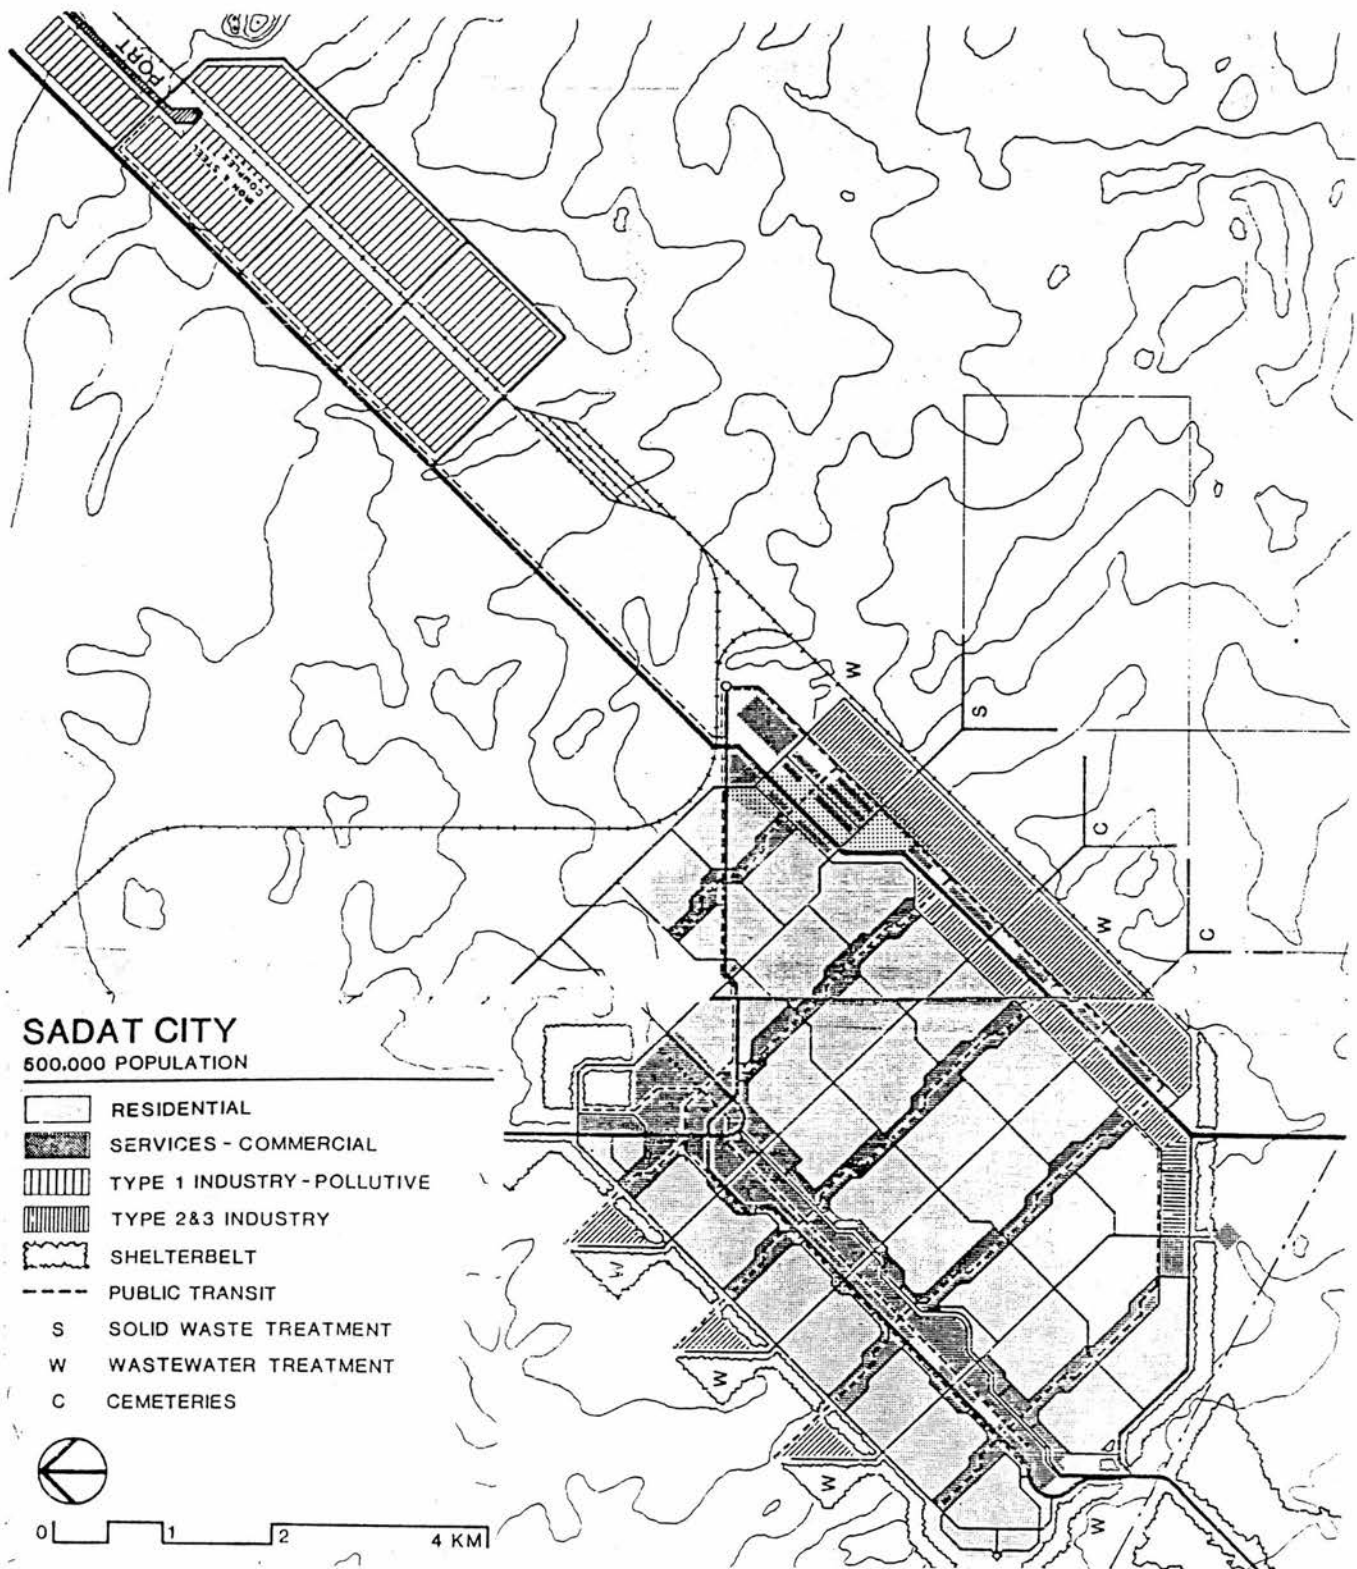 PORT
IRON & STEEL
COMPLEX
W
S
C
W
C
SADAT CITY
500.000 POPULATION
RESIDENTIAL
SERVICES - COMMERCIAL
TYPE 1 INDUSTRY - POLLUTIVE
TYPE 2&3 INDUSTRY
SHELTERBELT
PUBLIC TRANSIT
S SOLID WASTE TREATMENT
W WASTEWATER TREATMENT
C CEMETERIES
W
W
W
W
0 1 2 4 KM